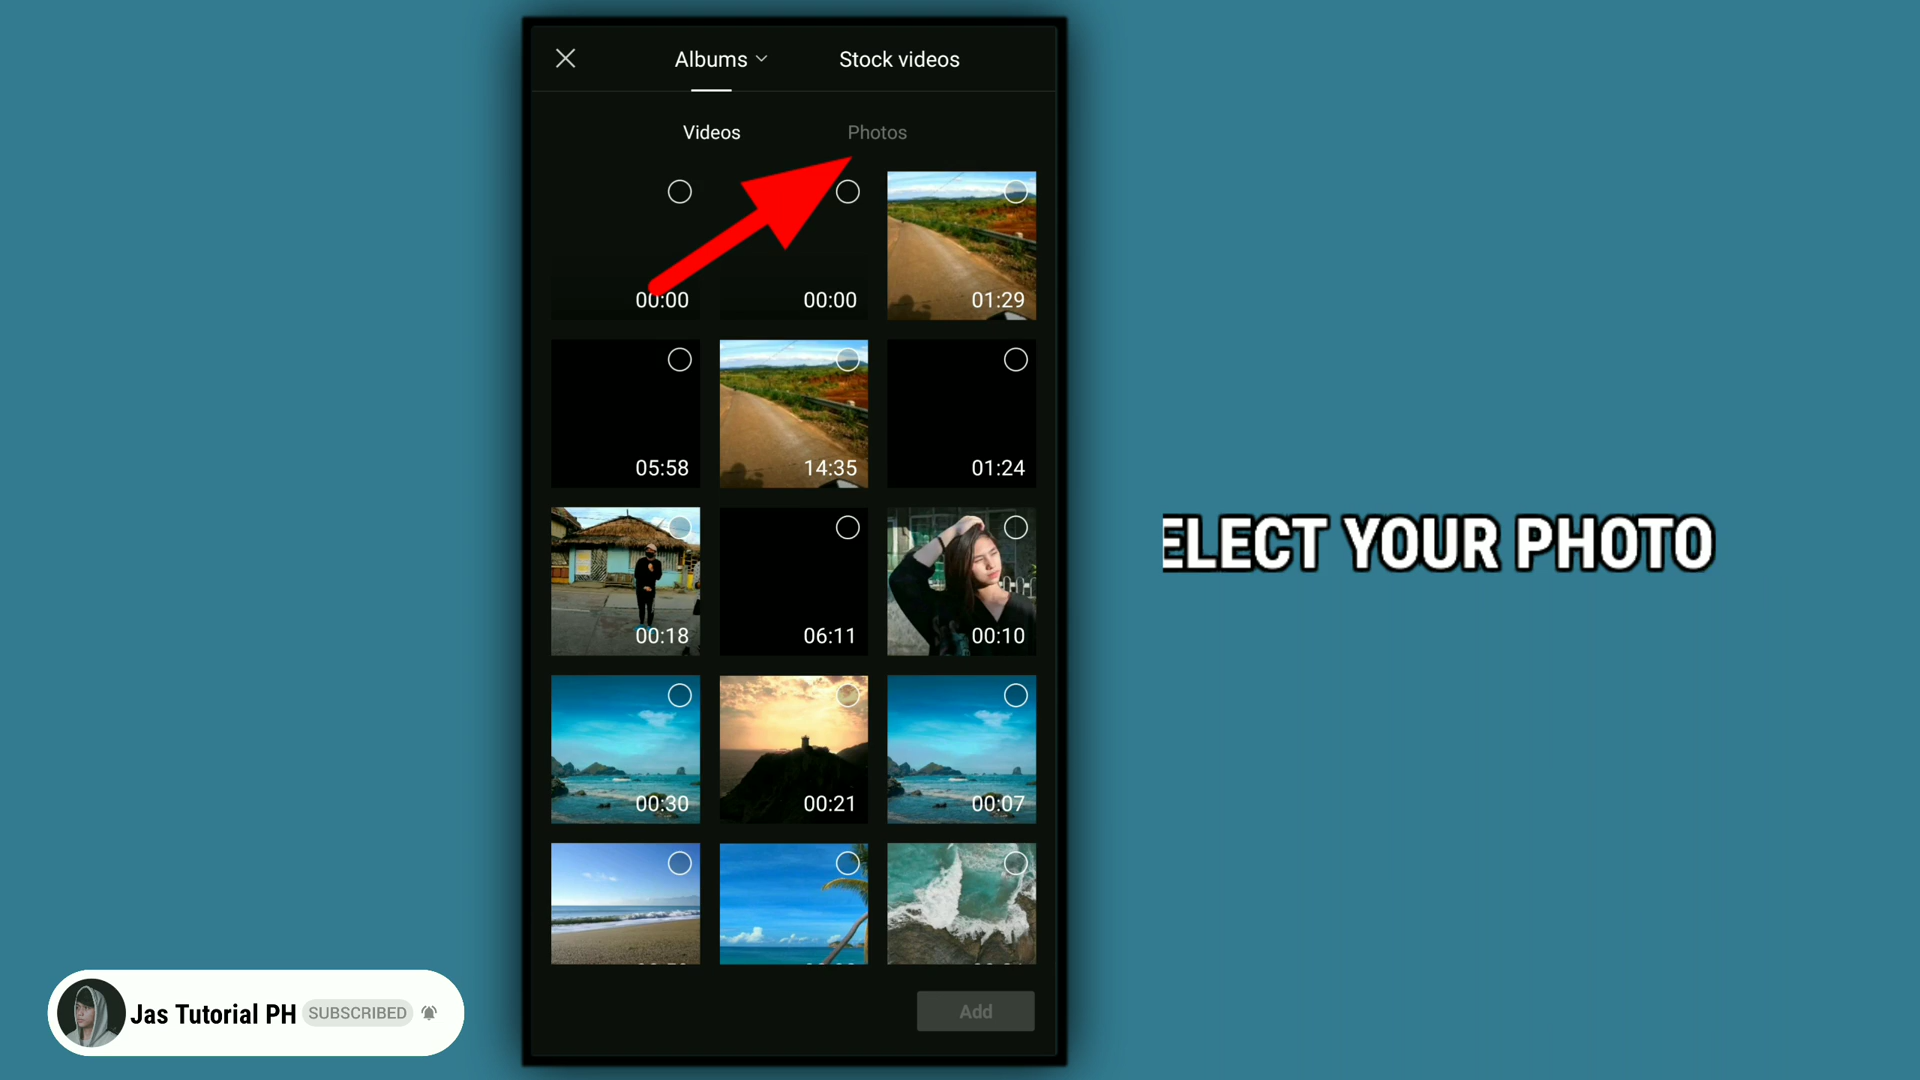 Albums
Stock videos
Videos
Photos
00:00
00:00
01:29
05:58
14:35
01:24
00:18
06:11
00:10
00:30
00:21
00:07
ELECT YOUR PHOTO
Jas Tutorial PH
SUBSCRIBED
Add